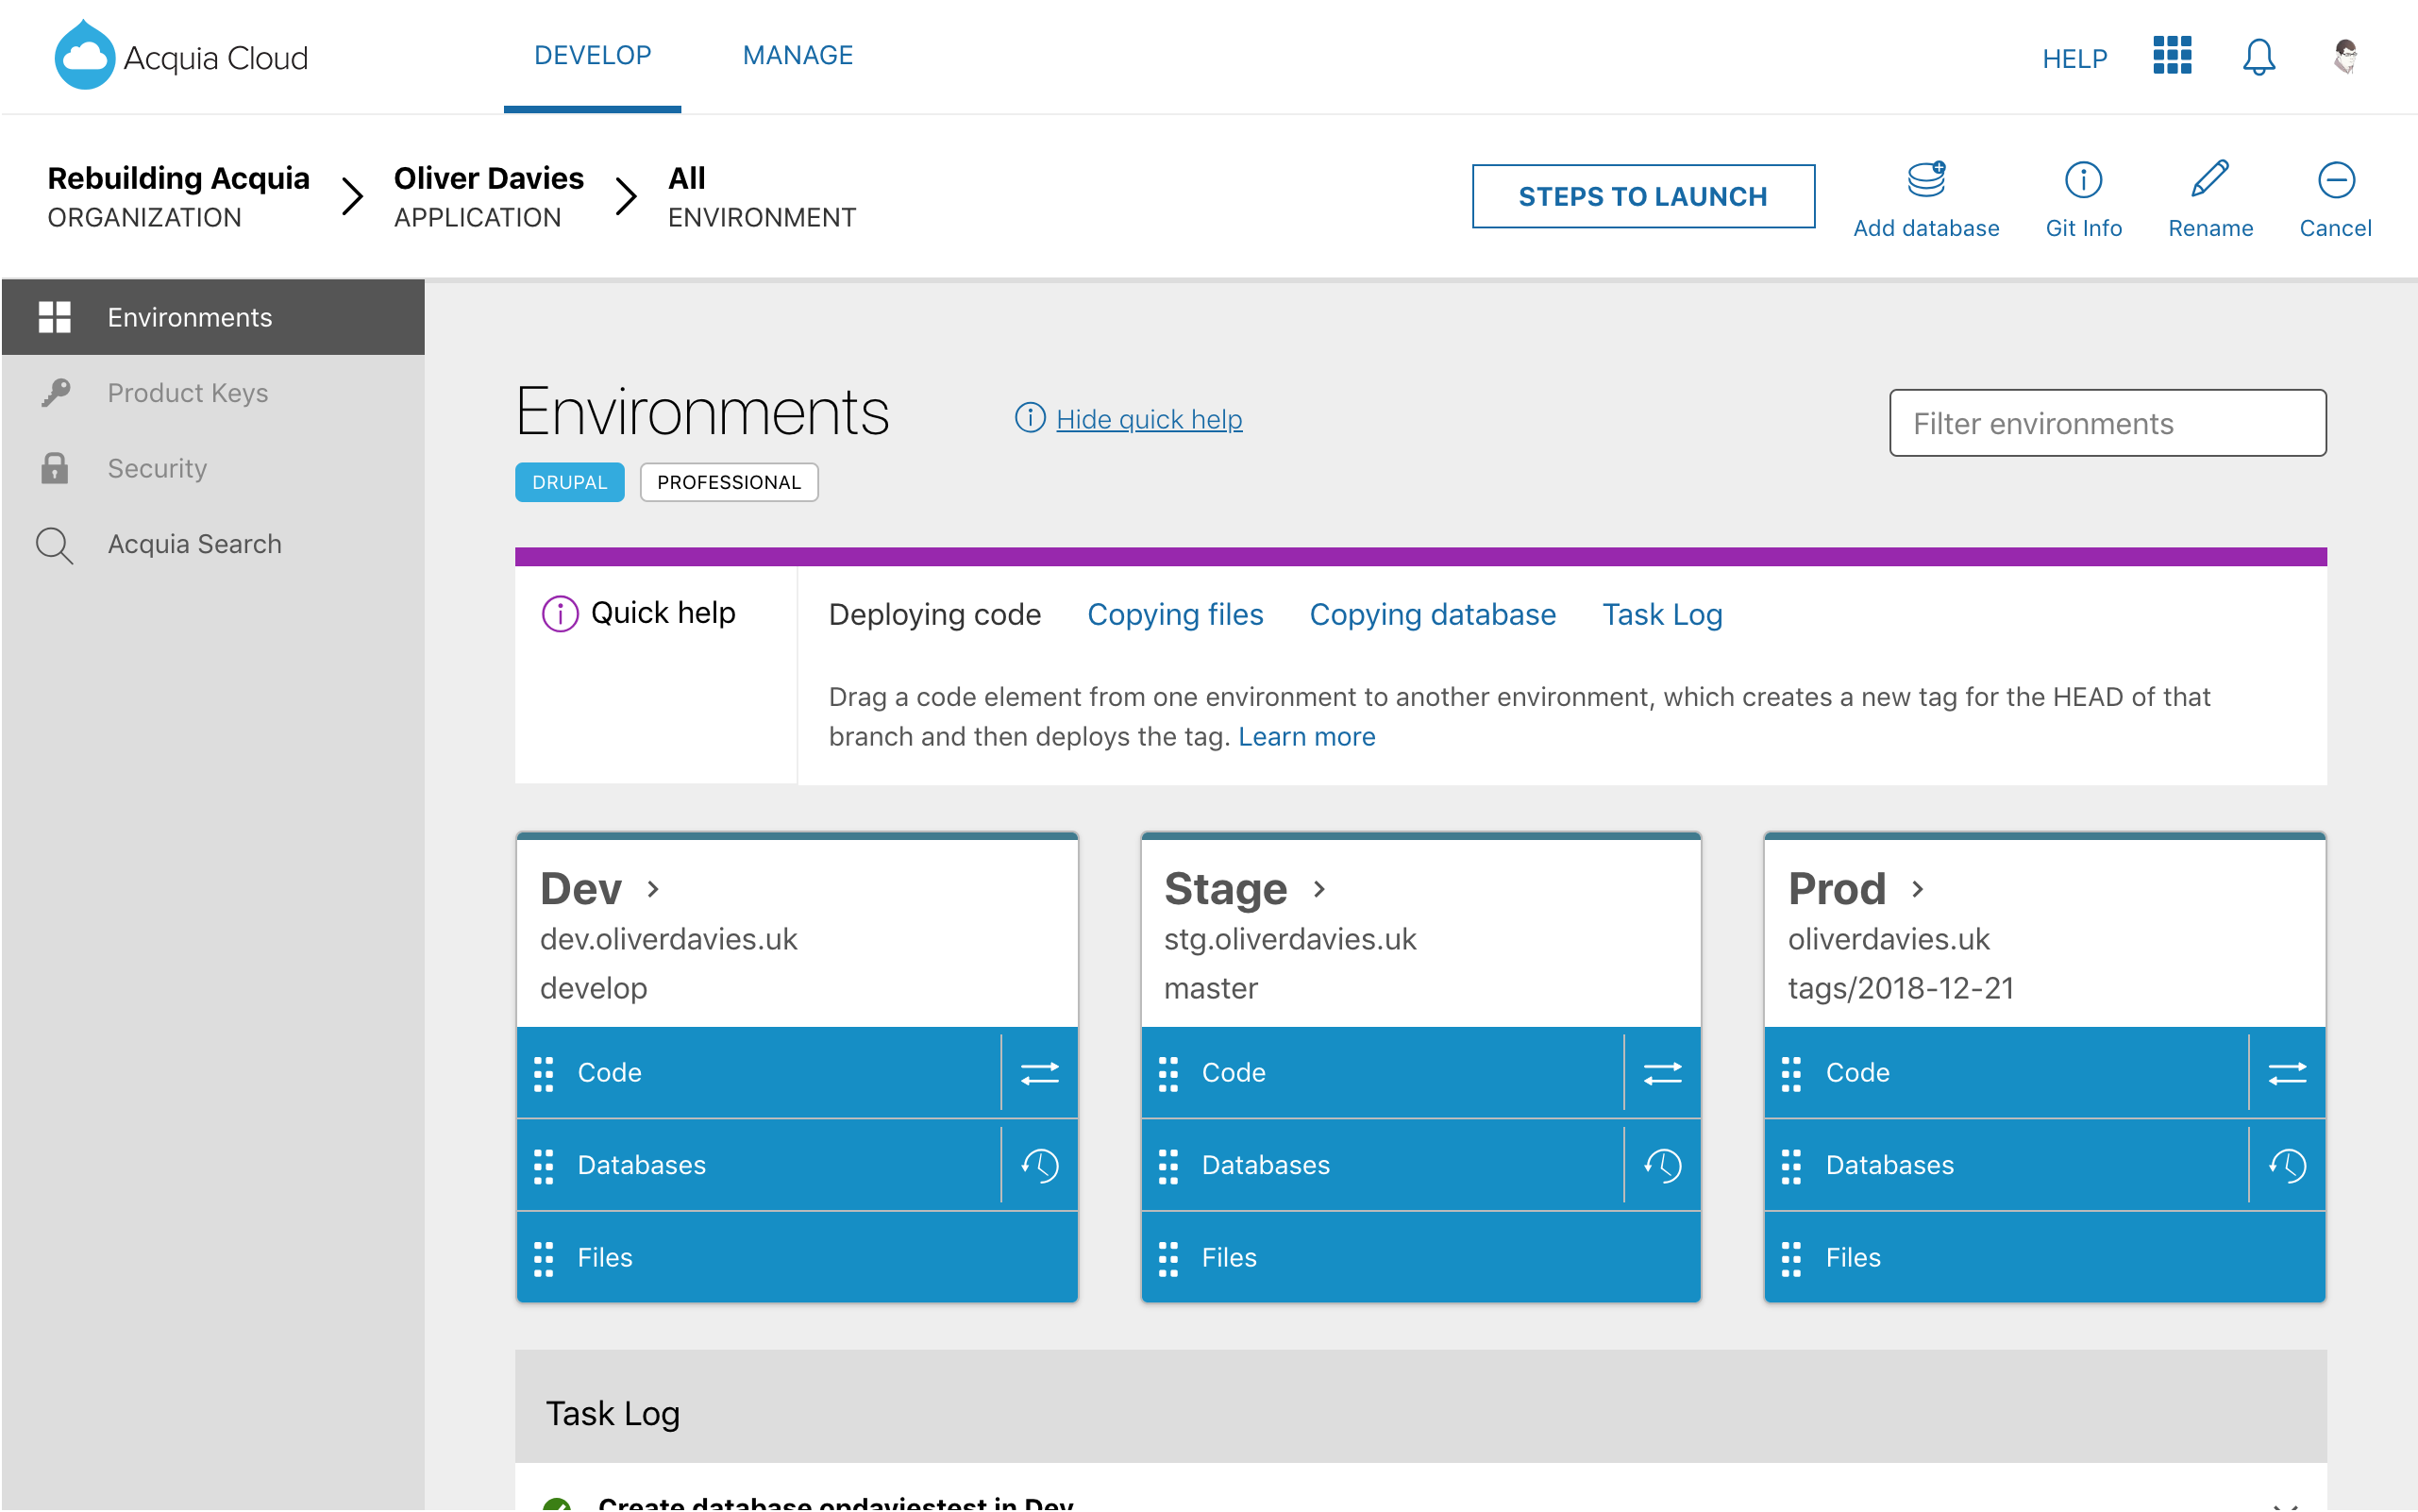 Acquia Cloud
DEVELOP
MANAGE
HELP
Rebuilding Acquia
ORGANIZATION
Oliver Davies
APPLICATION
All
ENVIRONMENT
STEPS TO LAUNCH
Add database
Git Info
Rename
Cancel
Environments
Product Keys
Security
Acquia Search
Environments
Hide quick help
Filter environments
DRUPAL
PROFESSIONAL
Quick help
Deploying code
Copying files
Copying database
Task Log
Drag a code element from one environment to another environment, which creates a new tag for the HEAD of that
branch and then deploys the tag. Learn more
Dev
dev.oliverdavies.uk
develop
Code
Databases
Files
Stage
stg.oliverdavies.uk
master
Code
Databases
Files
Prod
oliverdavies.uk
tags/2018-12-21
Code
Databases
Files
Task Log
Create database opdaviestest in Dev